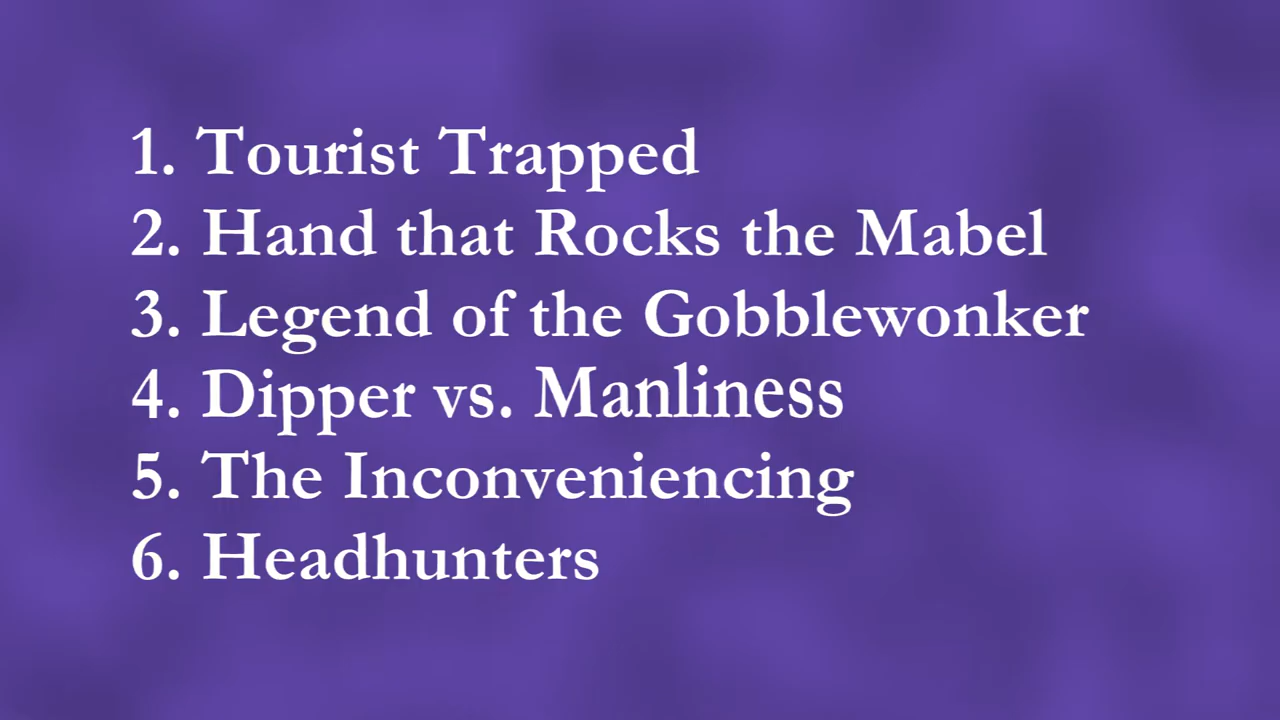 1. Tourist Trapped
2. Hand that Rocks the Mabel
3. Legend of the Gobblewonker
4. Dipper vs. Manliness
5. The Inconveniencing
6. Headhunters